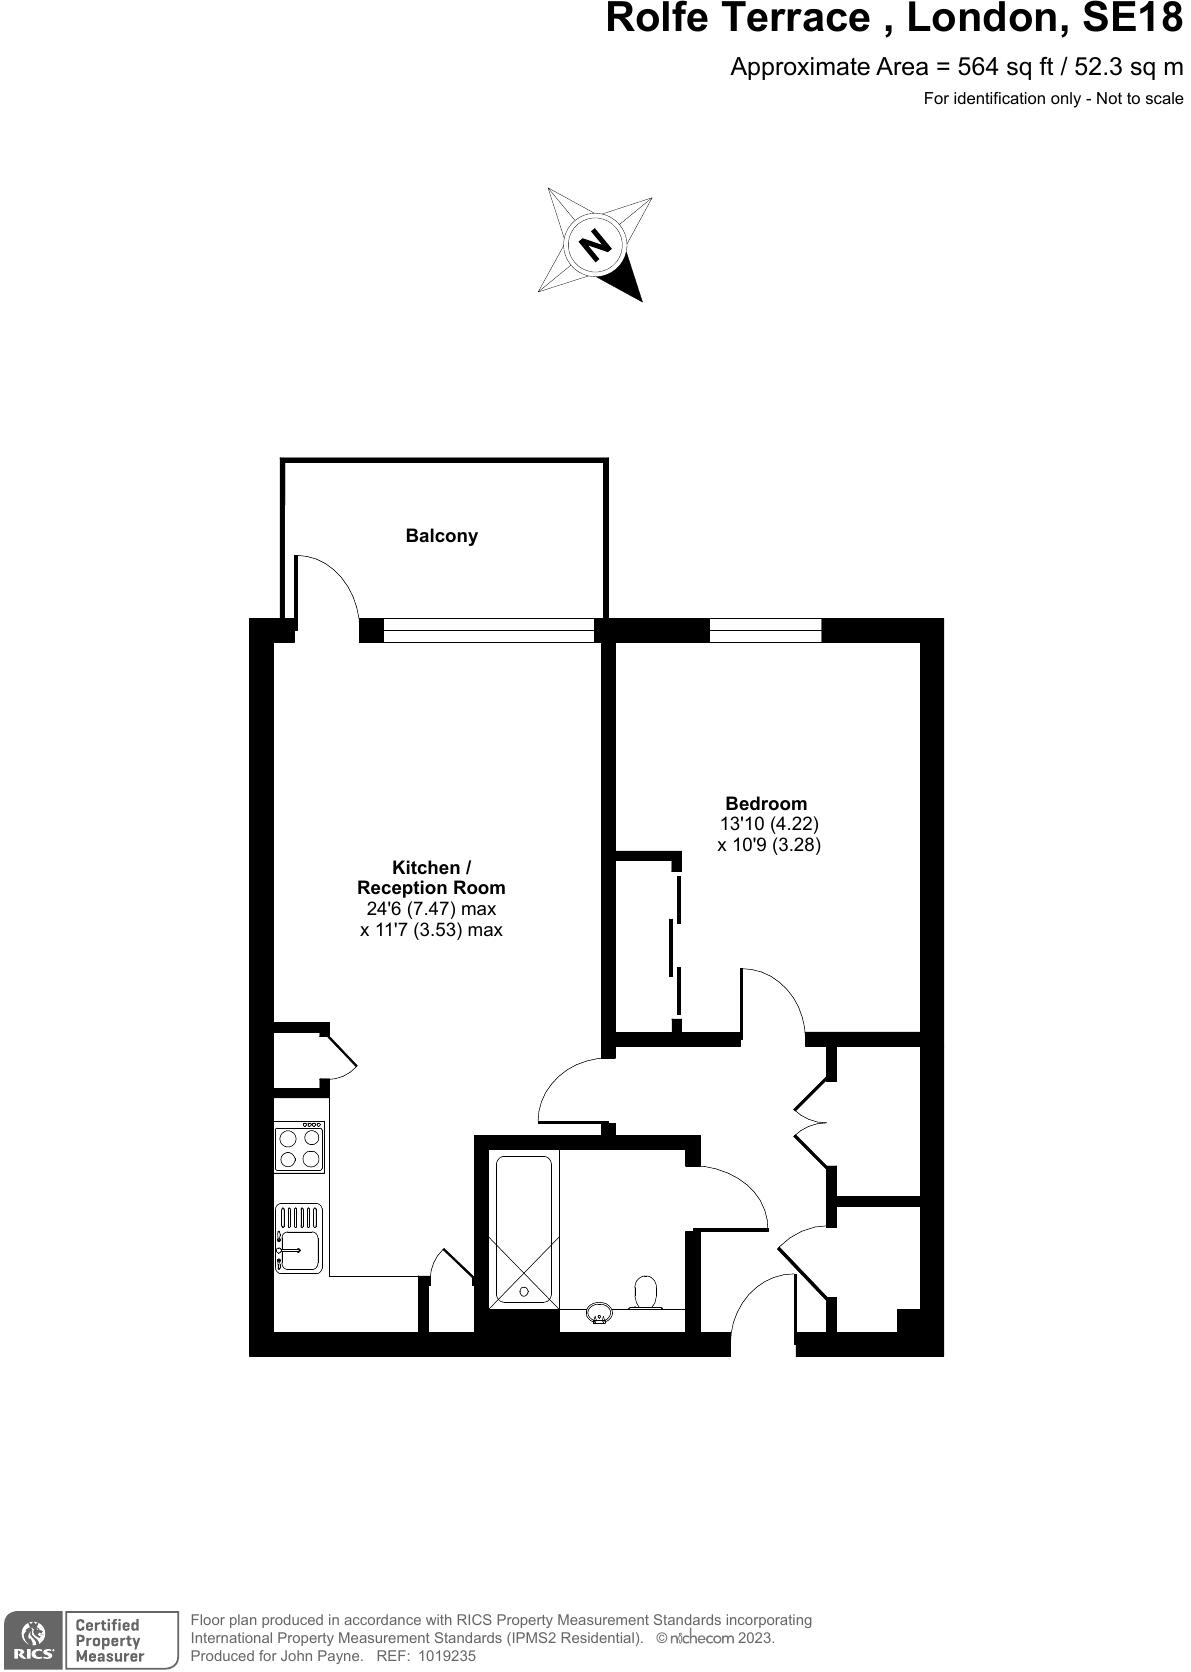 Rolfe Terrace , London, SE18
Approximate Area = 564 sq ft / 52.3 sq m
For identification only - Not to scale
N
Balcony
Bedroom
13'10 (4.22)
x 10'9 (3.28)
Kitchen /
Reception Room
24'6 (7.47) max
x 11'7 (3.53) max
RICS
Certified
Property
Measurer
Floor plan produced in accordance with RICS Property Measurement Standards incorporating
International Property Measurement Standards (IPMS2 Residential). © nichecom 2023.
Produced for John Payne. REF: 1019235